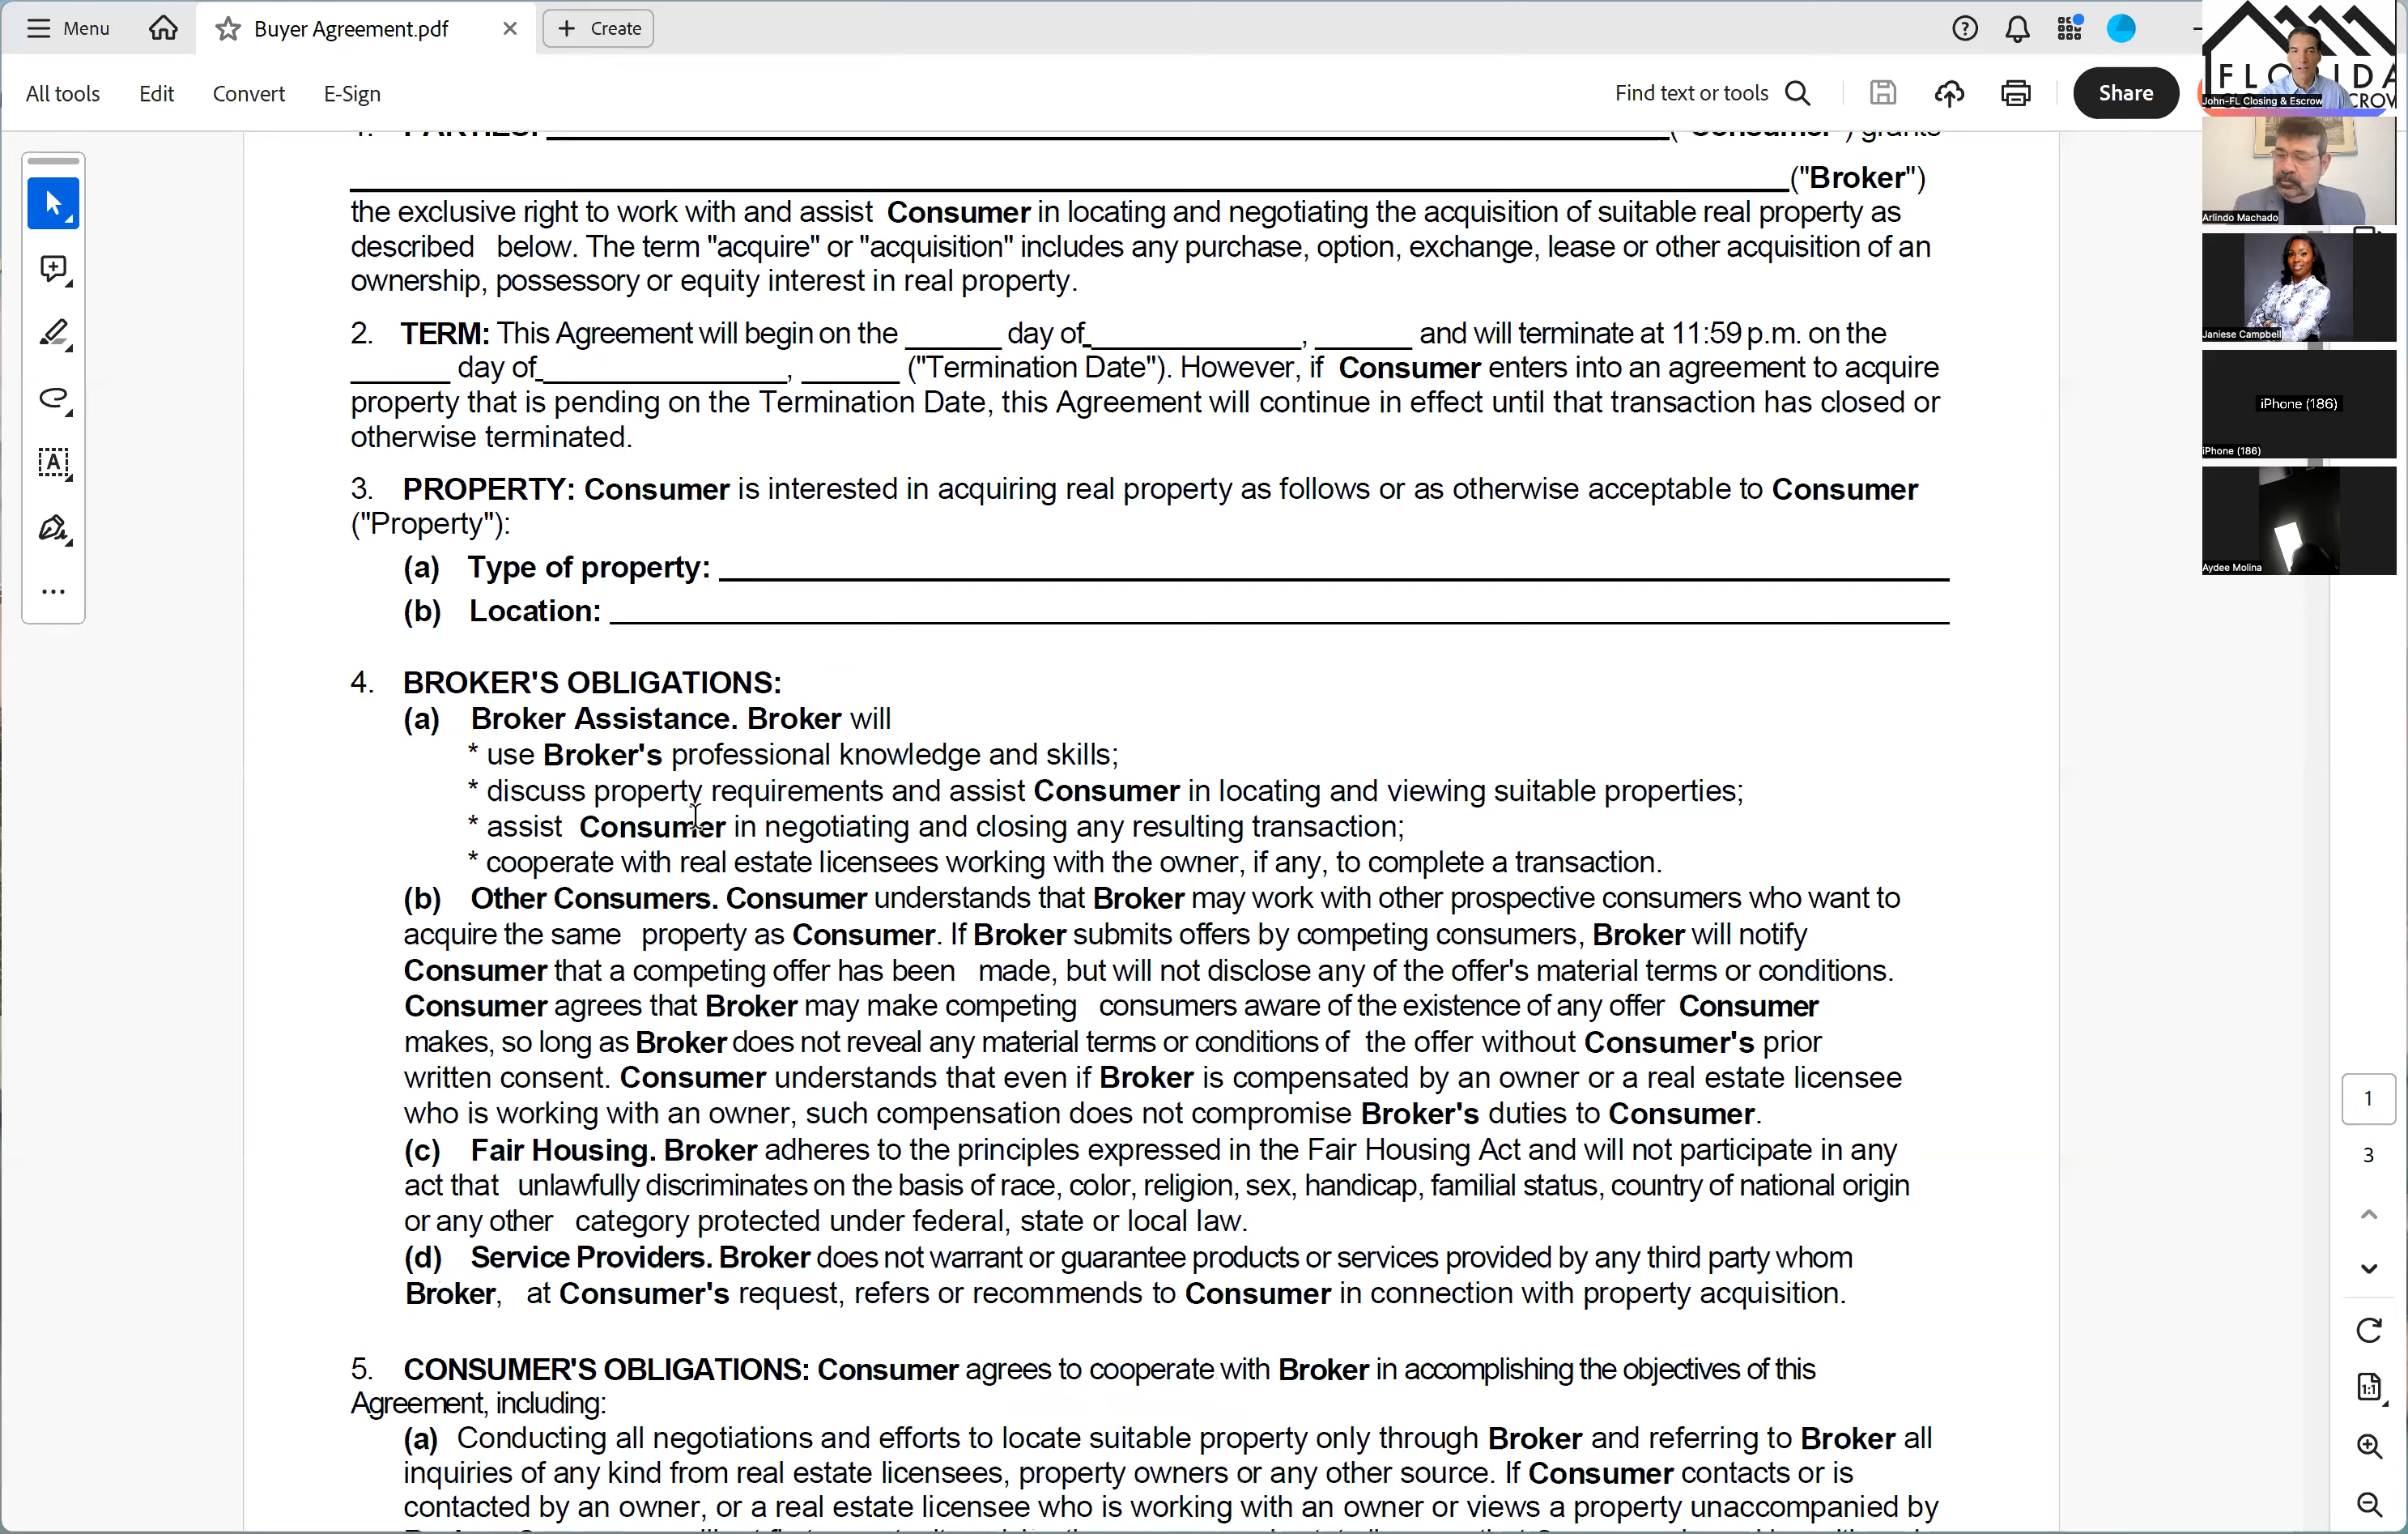 Menu
Buyer Agreement.pdf
Create
All tools
Edit
Convert
E-Sign
Find text or tools
Share
FLORIDA
John-FL Closing & Escrow
Arlindo Machado
Janiese Campbell
iPhone (186)
iPhone (186)
Aydee Molina
1. PARTIES: ("Consumer") grants
("Broker")
the exclusive right to work with and assist Consumer in locating and negotiating the acquisition of suitable real property as
described below. The term "acquire" or "acquisition" includes any purchase, option, exchange, lease or other acquisition of an
ownership, possessory or equity interest in real property.
2. TERM: This Agreement will begin on the ______ day of_____________, ______ and will terminate at 11:59 p.m. on the
______ day of_______________, ______ ("Termination Date"). However, if Consumer enters into an agreement to acquire
property that is pending on the Termination Date, this Agreement will continue in effect until that transaction has closed or
otherwise terminated.
3. PROPERTY: Consumer is interested in acquiring real property as follows or as otherwise acceptable to Consumer
("Property"):
(a) Type of property:
(b) Location:
4. BROKER'S OBLIGATIONS:
(a) Broker Assistance. Broker will
* use Broker's professional knowledge and skills;
* discuss property requirements and assist Consumer in locating and viewing suitable properties;
* assist Consumer in negotiating and closing any resulting transaction;
* cooperate with real estate licensees working with the owner, if any, to complete a transaction.
(b) Other Consumers. Consumer understands that Broker may work with other prospective consumers who want to
acquire the same property as Consumer. If Broker submits offers by competing consumers, Broker will notify
Consumer that a competing offer has been made, but will not disclose any of the offer's material terms or conditions.
Consumer agrees that Broker may make competing consumers aware of the existence of any offer Consumer
makes, so long as Broker does not reveal any material terms or conditions of the offer without Consumer's prior
written consent. Consumer understands that even if Broker is compensated by an owner or a real estate licensee
who is working with an owner, such compensation does not compromise Broker's duties to Consumer.
(c) Fair Housing. Broker adheres to the principles expressed in the Fair Housing Act and will not participate in any
act that unlawfully discriminates on the basis of race, color, religion, sex, handicap, familial status, country of national origin
or any other category protected under federal, state or local law.
(d) Service Providers. Broker does not warrant or guarantee products or services provided by any third party whom
Broker, at Consumer's request, refers or recommends to Consumer in connection with property acquisition.
5. CONSUMER'S OBLIGATIONS: Consumer agrees to cooperate with Broker in accomplishing the objectives of this
Agreement, including:
(a) Conducting all negotiations and efforts to locate suitable property only through Broker and referring to Broker all
inquiries of any kind from real estate licensees, property owners or any other source. If Consumer contacts or is
contacted by an owner, or a real estate licensee who is working with an owner or views a property unaccompanied by
1
3
1:1